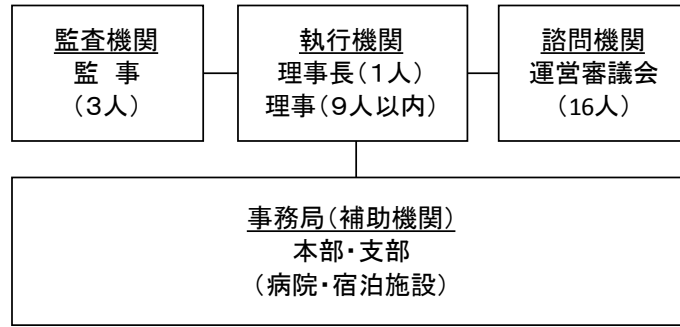 監査機関
監　事
(3人)
執行機関
理事長(1人)
理事(9人以内)
諮問機関
運営審議会
(16人)
事務局(補助機関)
本部・支部
(病院・宿泊施設)